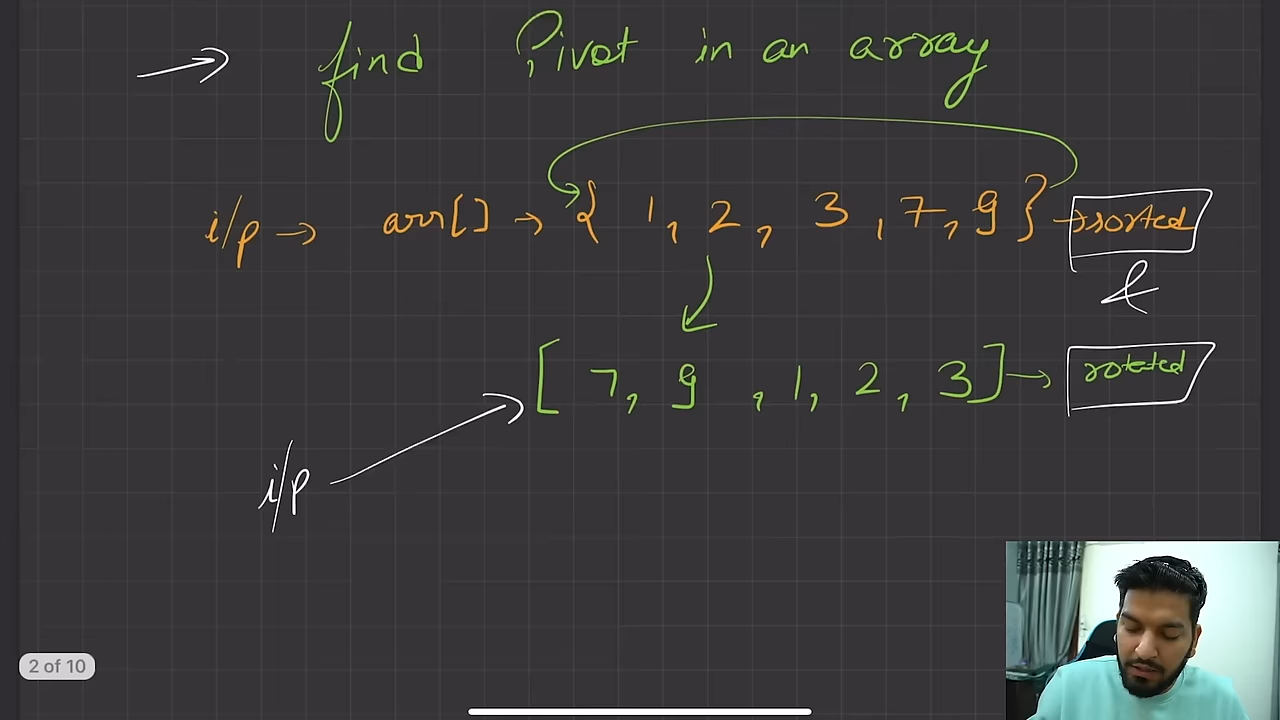 → find Pivot in an array
i/p → arr[] → { 1, 2, 3, 7, 9 } → sorted
&
[ 7, 9, 1, 2, 3 ] → rotated
i/p
2 of 10